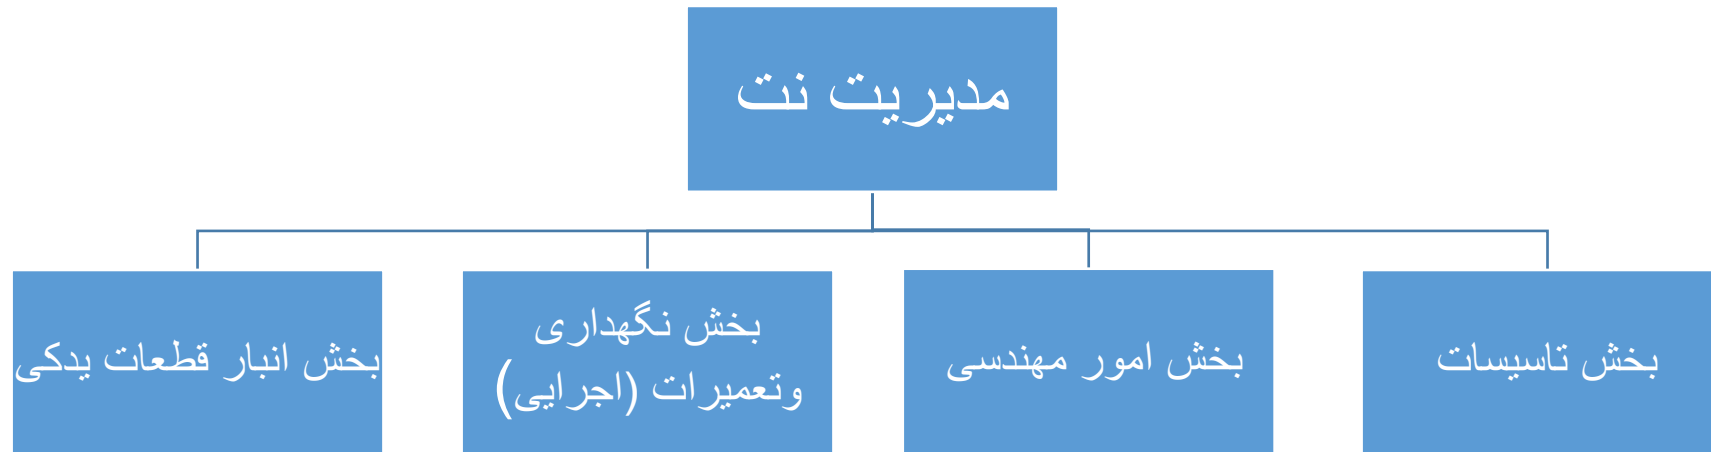 مدیریت نت
بخش تاسیسات
بخش امور مهندسی
بخش نگهداری
وتعمیرات (اجرایی)
بخش انبار قطعات یدکی